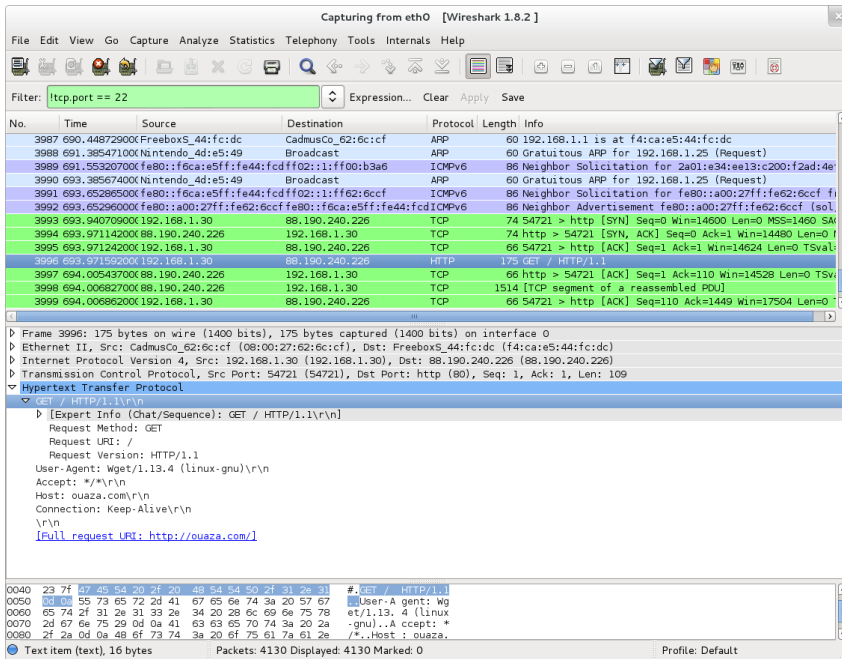 Capturing from eth0 [Wireshark 1.8.2 ]
File Edit View Go Capture Analyze Statistics Telephony Tools Internals Help
Filter: !tcp.port == 22 Expression... Clear Apply Save
No. Time Source Destination Protocol Length Info
3987 690.448729000 FreeboxS_44:fc:dc CadmusCo_62:6c:cf ARP 60 192.168.1.1 is at f4:ca:e5:44:fc:dc
3988 691.385471000 Nintendo_4d:e5:49 Broadcast ARP 60 Gratuitous ARP for 192.168.1.25 (Request)
3989 691.553207000 fe80::f6ca:e5ff:fe44:fcd ff02::1:ff00:b3a6 ICMPv6 86 Neighbor Solicitation for 2a01:e34:ee13:c200:f2ad:4e
3990 693.385674000 Nintendo_4d:e5:49 Broadcast ARP 60 Gratuitous ARP for 192.168.1.25 (Request)
3991 693.652865000 fe80::f6ca:e5ff:fe44:fcd ff02::1:ff62:6ccf ICMPv6 86 Neighbor Solicitation for fe80::a00:27ff:fe62:6ccf
3992 693.652960000 fe80::a00:27ff:fe62:6ccf fe80::f6ca:e5ff:fe44:fcd ICMPv6 86 Neighbor Advertisement fe80::a00:27ff:fe62:6ccf (sol
3993 693.940709000 192.168.1.30 88.190.240.226 TCP 74 54721 > http [SYN] Seq=0 Win=14600 Len=0 MSS=1460
3994 693.971142000 88.190.240.226 192.168.1.30 TCP 74 http > 54721 [SYN, ACK] Seq=0 Ack=1 Win=14480 Len=0
3995 693.971242000 192.168.1.30 88.190.240.226 TCP 66 54721 > http [ACK] Seq=1 Ack=1 Win=14624 Len=0 TSval=
3996 693.971592000 192.168.1.30 88.190.240.226 HTTP 175 GET / HTTP/1.1
3997 694.005437000 88.190.240.226 192.168.1.30 TCP 66 http > 54721 [ACK] Seq=1 Ack=110 Win=14528 Len=0
3998 694.006827000 88.190.240.226 192.168.1.30 TCP 1514 [TCP segment of a reassembled PDU]
3999 694.006862000 192.168.1.30 88.190.240.226 TCP 66 54721 > http [ACK] Seq=110 Ack=1449 Win=17504 Len=0
Frame 3996: 175 bytes on wire (1400 bits), 175 bytes captured (1400 bits) on interface 0
Ethernet II, Src: CadmusCo_62:6c:cf (08:00:27:62:6c:cf), Dst: FreeboxS_44:fc:dc (f4:ca:e5:44:fc:dc)
Internet Protocol Version 4, Src: 192.168.1.30 (192.168.1.30), Dst: 88.190.240.226 (88.190.240.226)
Transmission Control Protocol, Src Port: 54721 (54721), Dst Port: http (80), Seq: 1, Ack: 1, Len: 109
Hypertext Transfer Protocol
GET / HTTP/1.1\r\n
[Expert Info (Chat/Sequence): GET / HTTP/1.1\r\n]
Request Method: GET
Request URI: /
Request Version: HTTP/1.1
User-Agent: Wget/1.13.4 (linux-gnu)\r\n
Accept: */*\r\n
Host: ouaza.com\r\n
Connection: Keep-Alive\r\n
\r\n
[Full request URI: http://ouaza.com/]
0040 23 7f 47 45 54 20 2f 20 48 54 54 50 2f 31 2e 31 #.GET / HTTP/1.1
0050 0d 0a 55 73 65 72 2d 41 67 65 6e 74 3a 20 57 67 ..User-A gent: Wg
0060 65 74 2f 31 2e 31 33 2e 34 20 28 6c 69 6e 75 78 et/1.13. 4 (linux
0070 2d 67 6e 75 29 0d 0a 41 63 63 65 70 74 3a 20 2a -gnu)..A ccept: *
0080 2f 2a 0d 0a 48 6f 73 74 3a 20 6f 75 61 7a 61 2e /*..Host : ouaza.
Text item (text), 16 bytes Packets: 4130 Displayed: 4130 Marked: 0 Profile: Default